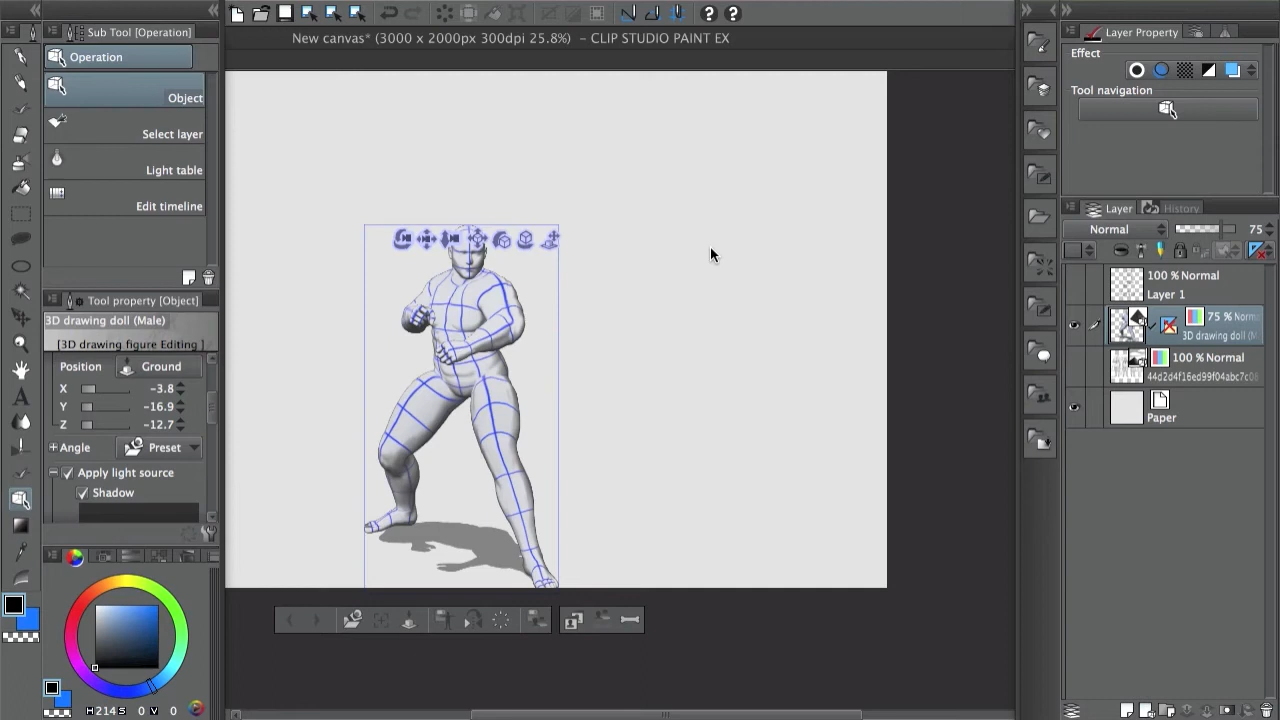 Sub Tool [Operation]
New canvas* (3000 x 2000px 300dpi 25.8%) - CLIP STUDIO PAINT EX
Operation
Object
Select layer
Light table
Edit timeline
Tool property [Object]
3D drawing doll (Male)
[3D drawing figure Editing ]
Position
Ground
X
-3.8
Y
-16.9
Z
-12.7
Angle
Preset
Apply light source
Shadow
H214 S 0 V 0
Layer Property
Effect
Tool navigation
Layer
History
Normal
75
100 % Normal
Layer 1
75 % Norm
3D drawing doll (M
100 % Normal
44d2d4f16ed99f04abc7c08
Paper